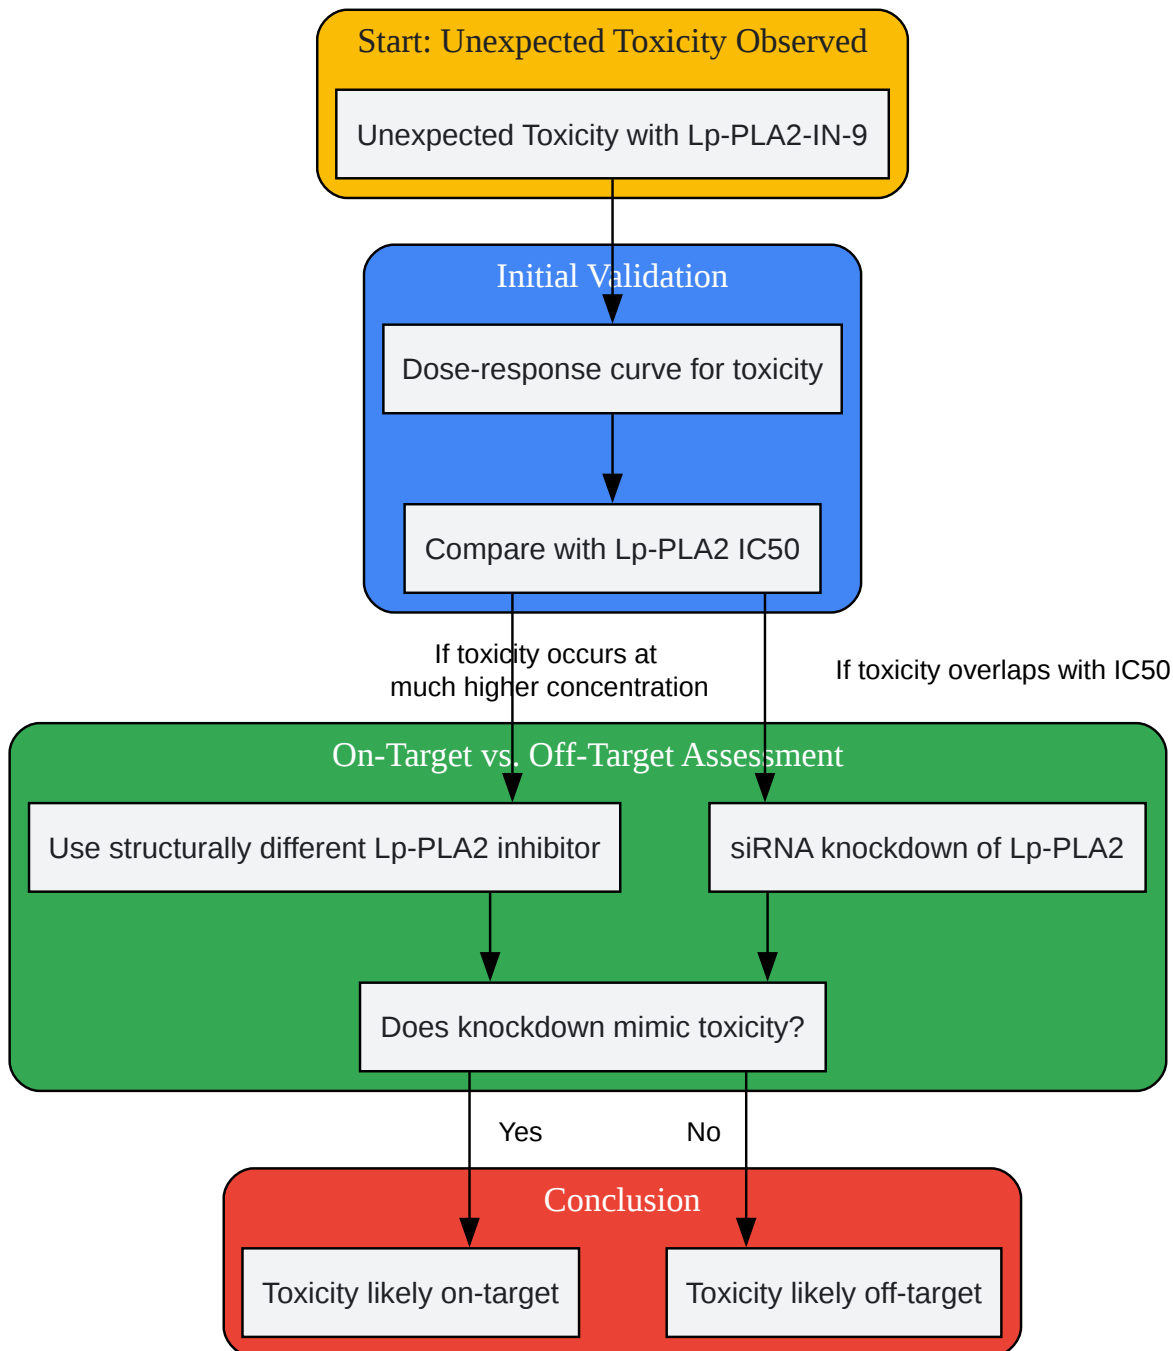 Start: Unexpected Toxicity Observed
Unexpected Toxicity with Lp-PLA2-IN-9
Initial Validation
Dose-response curve for toxicity
Compare with Lp-PLA2 IC50
If toxicity occurs at
much higher concentration
If toxicity overlaps with IC50
On-Target vs. Off-Target Assessment
Use structurally different Lp-PLA2 inhibitor
siRNA knockdown of Lp-PLA2
Does knockdown mimic toxicity?
Yes
No
Conclusion
Toxicity likely on-target
Toxicity likely off-target